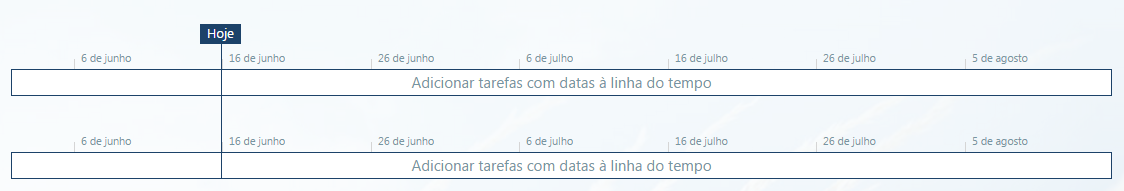 Hoje
6 de junho 16 de junho 26 de junho 6 de julho 16 de julho 26 de julho 5 de agosto
Adicionar tarefas com datas à linha do tempo
6 de junho 16 de junho 26 de junho 6 de julho 16 de julho 26 de julho 5 de agosto
Adicionar tarefas com datas à linha do tempo